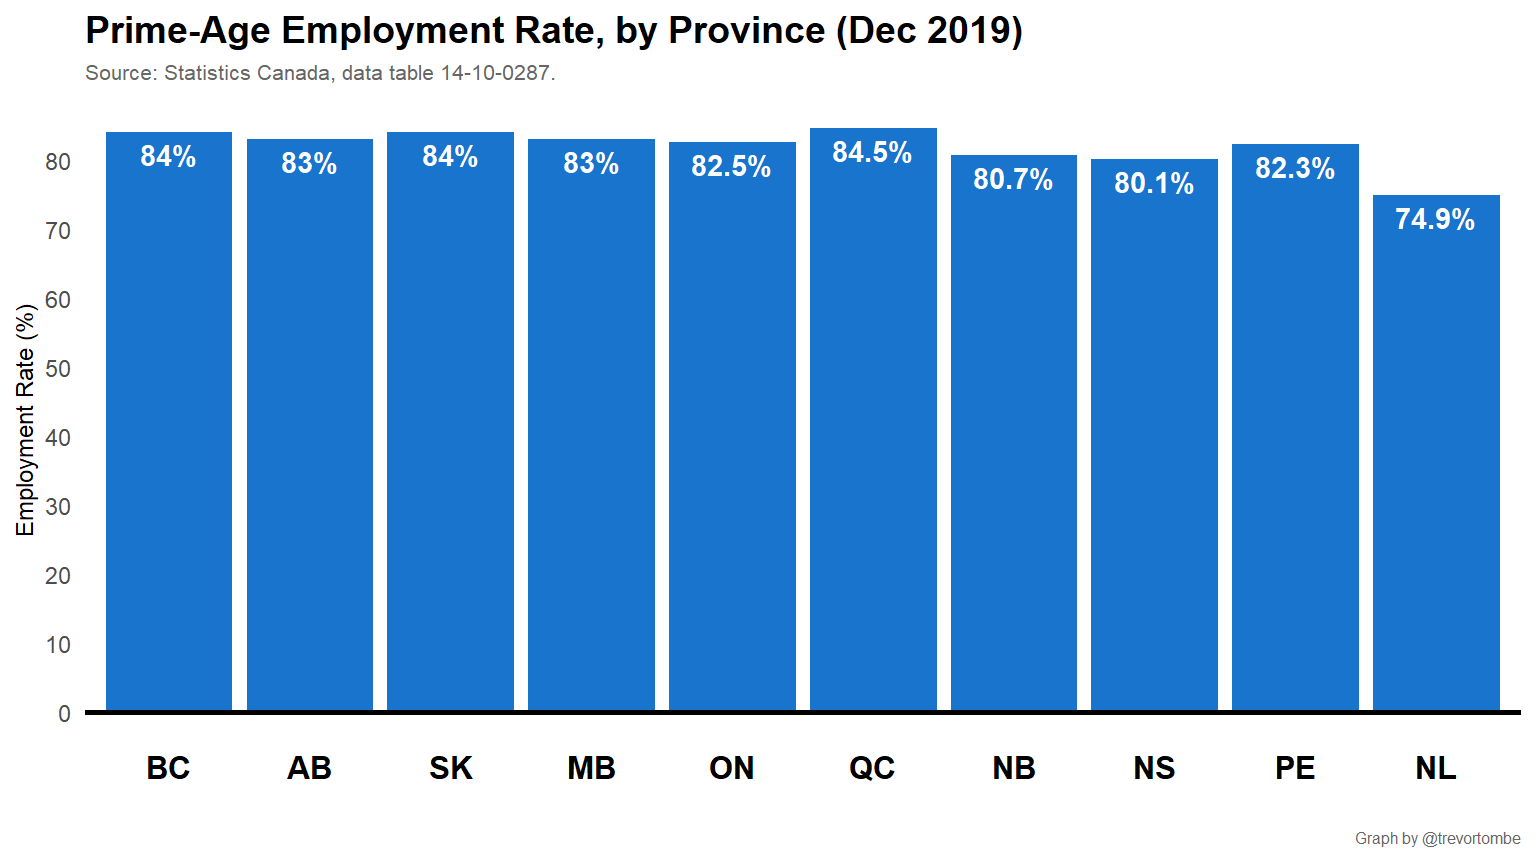 Prime-Age Employment Rate, by Province (Dec 2019)
Source: Statistics Canada, data table 14-10-0287.
Employment Rate (%)
80
70
60
50
40
30
20
10
0
84% 83% 84% 83% 82.5% 84.5% 80.7% 80.1% 82.3% 74.9%
BC AB SK MB ON QC NB NS PE NL
Graph by @trevortombe